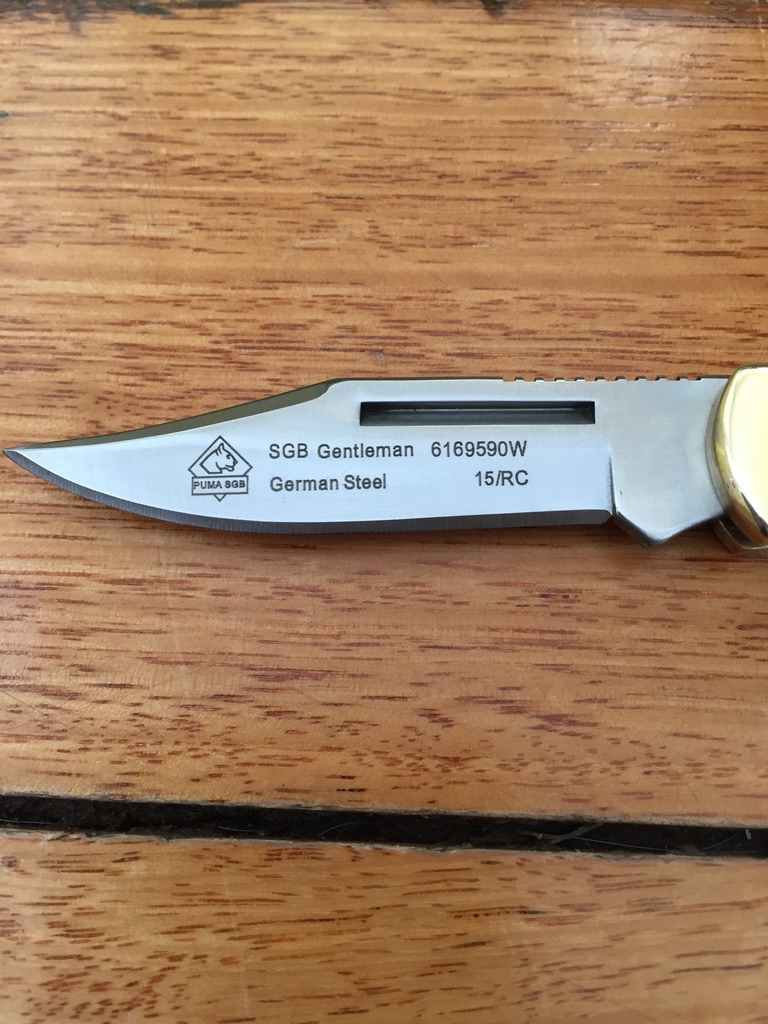 PUMA SGB
SGB Gentleman 6169590W
German Steel 15/RC